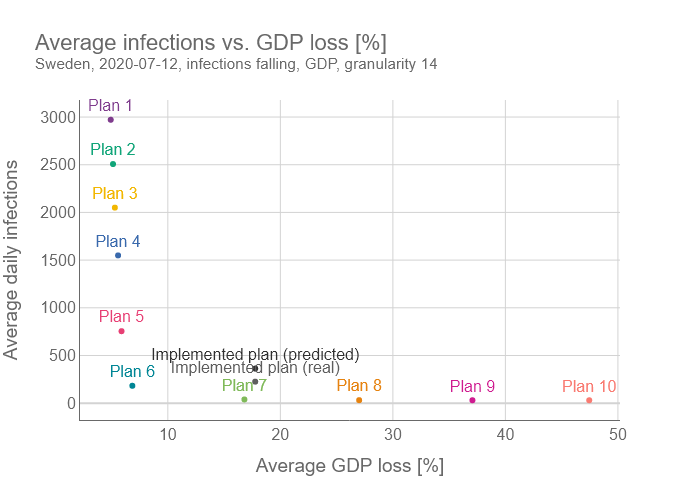 Average infections vs. GDP loss [%]
Sweden, 2020-07-12, infections falling, GDP, granularity 14
Average daily infections
3000
2500
2000
1500
1000
500
0
Plan 1
Plan 2
Plan 3
Plan 4
Plan 5
Implemented plan (predicted)
Implemented plan (real)
Plan 6
Plan 7
Plan 8
Plan 9
Plan 10
10
20
30
40
50
Average GDP loss [%]